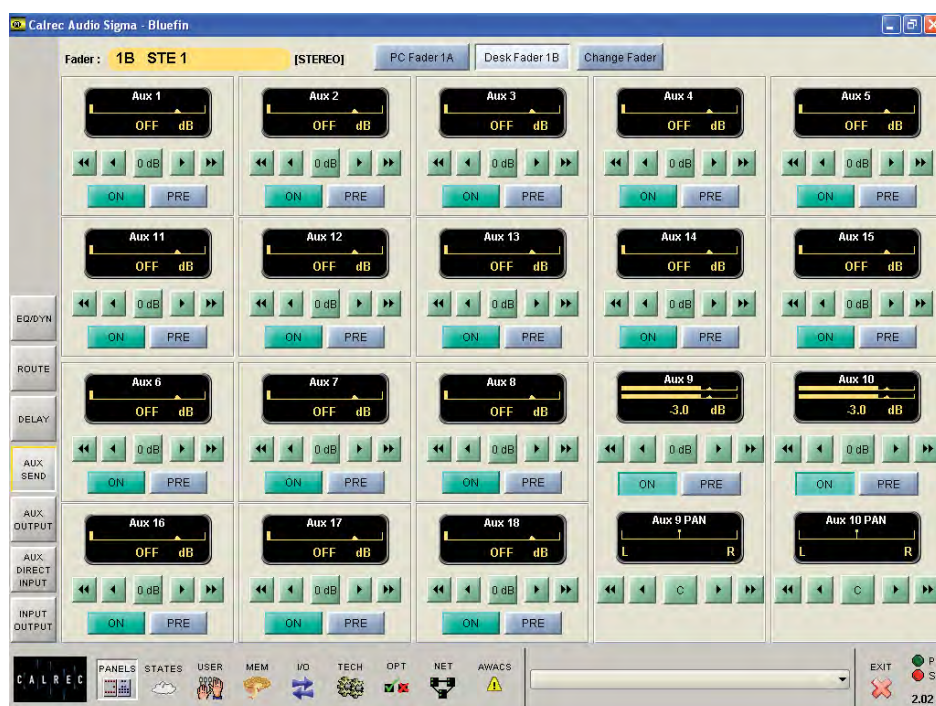 Calrec Audio Sigma - Bluefin
Fader : 1B STE 1 [STEREO] PC Fader 1A Desk Fader 1B Change Fader
Aux 1 Aux 2 Aux 3 Aux 4 Aux 5
OFF dB OFF dB OFF dB OFF dB OFF dB
0 dB 0 dB 0 dB 0 dB 0 dB
ON PRE ON PRE ON PRE ON PRE ON PRE
Aux 11 Aux 12 Aux 13 Aux 14 Aux 15
OFF dB OFF dB OFF dB OFF dB OFF dB
0 dB 0 dB 0 dB 0 dB 0 dB
ON PRE ON PRE ON PRE ON PRE ON PRE
Aux 6 Aux 7 Aux 8 Aux 9 Aux 10
OFF dB OFF dB OFF dB -3.0 dB -3.0 dB
0 dB 0 dB 0 dB 0 dB 0 dB
ON PRE ON PRE ON PRE ON PRE ON PRE
Aux 16 Aux 17 Aux 18 Aux 9 PAN Aux 10 PAN
OFF dB OFF dB OFF dB L R L R
0 dB 0 dB 0 dB C C
ON PRE ON PRE ON PRE
EQ/DYN
ROUTE
DELAY
AUX
SEND
AUX
OUTPUT
AUX
DIRECT
INPUT
INPUT
OUTPUT
CALREC PANELS STATES USER MEM I/O TECH OPT NET AWACS EXIT P
S
2.02